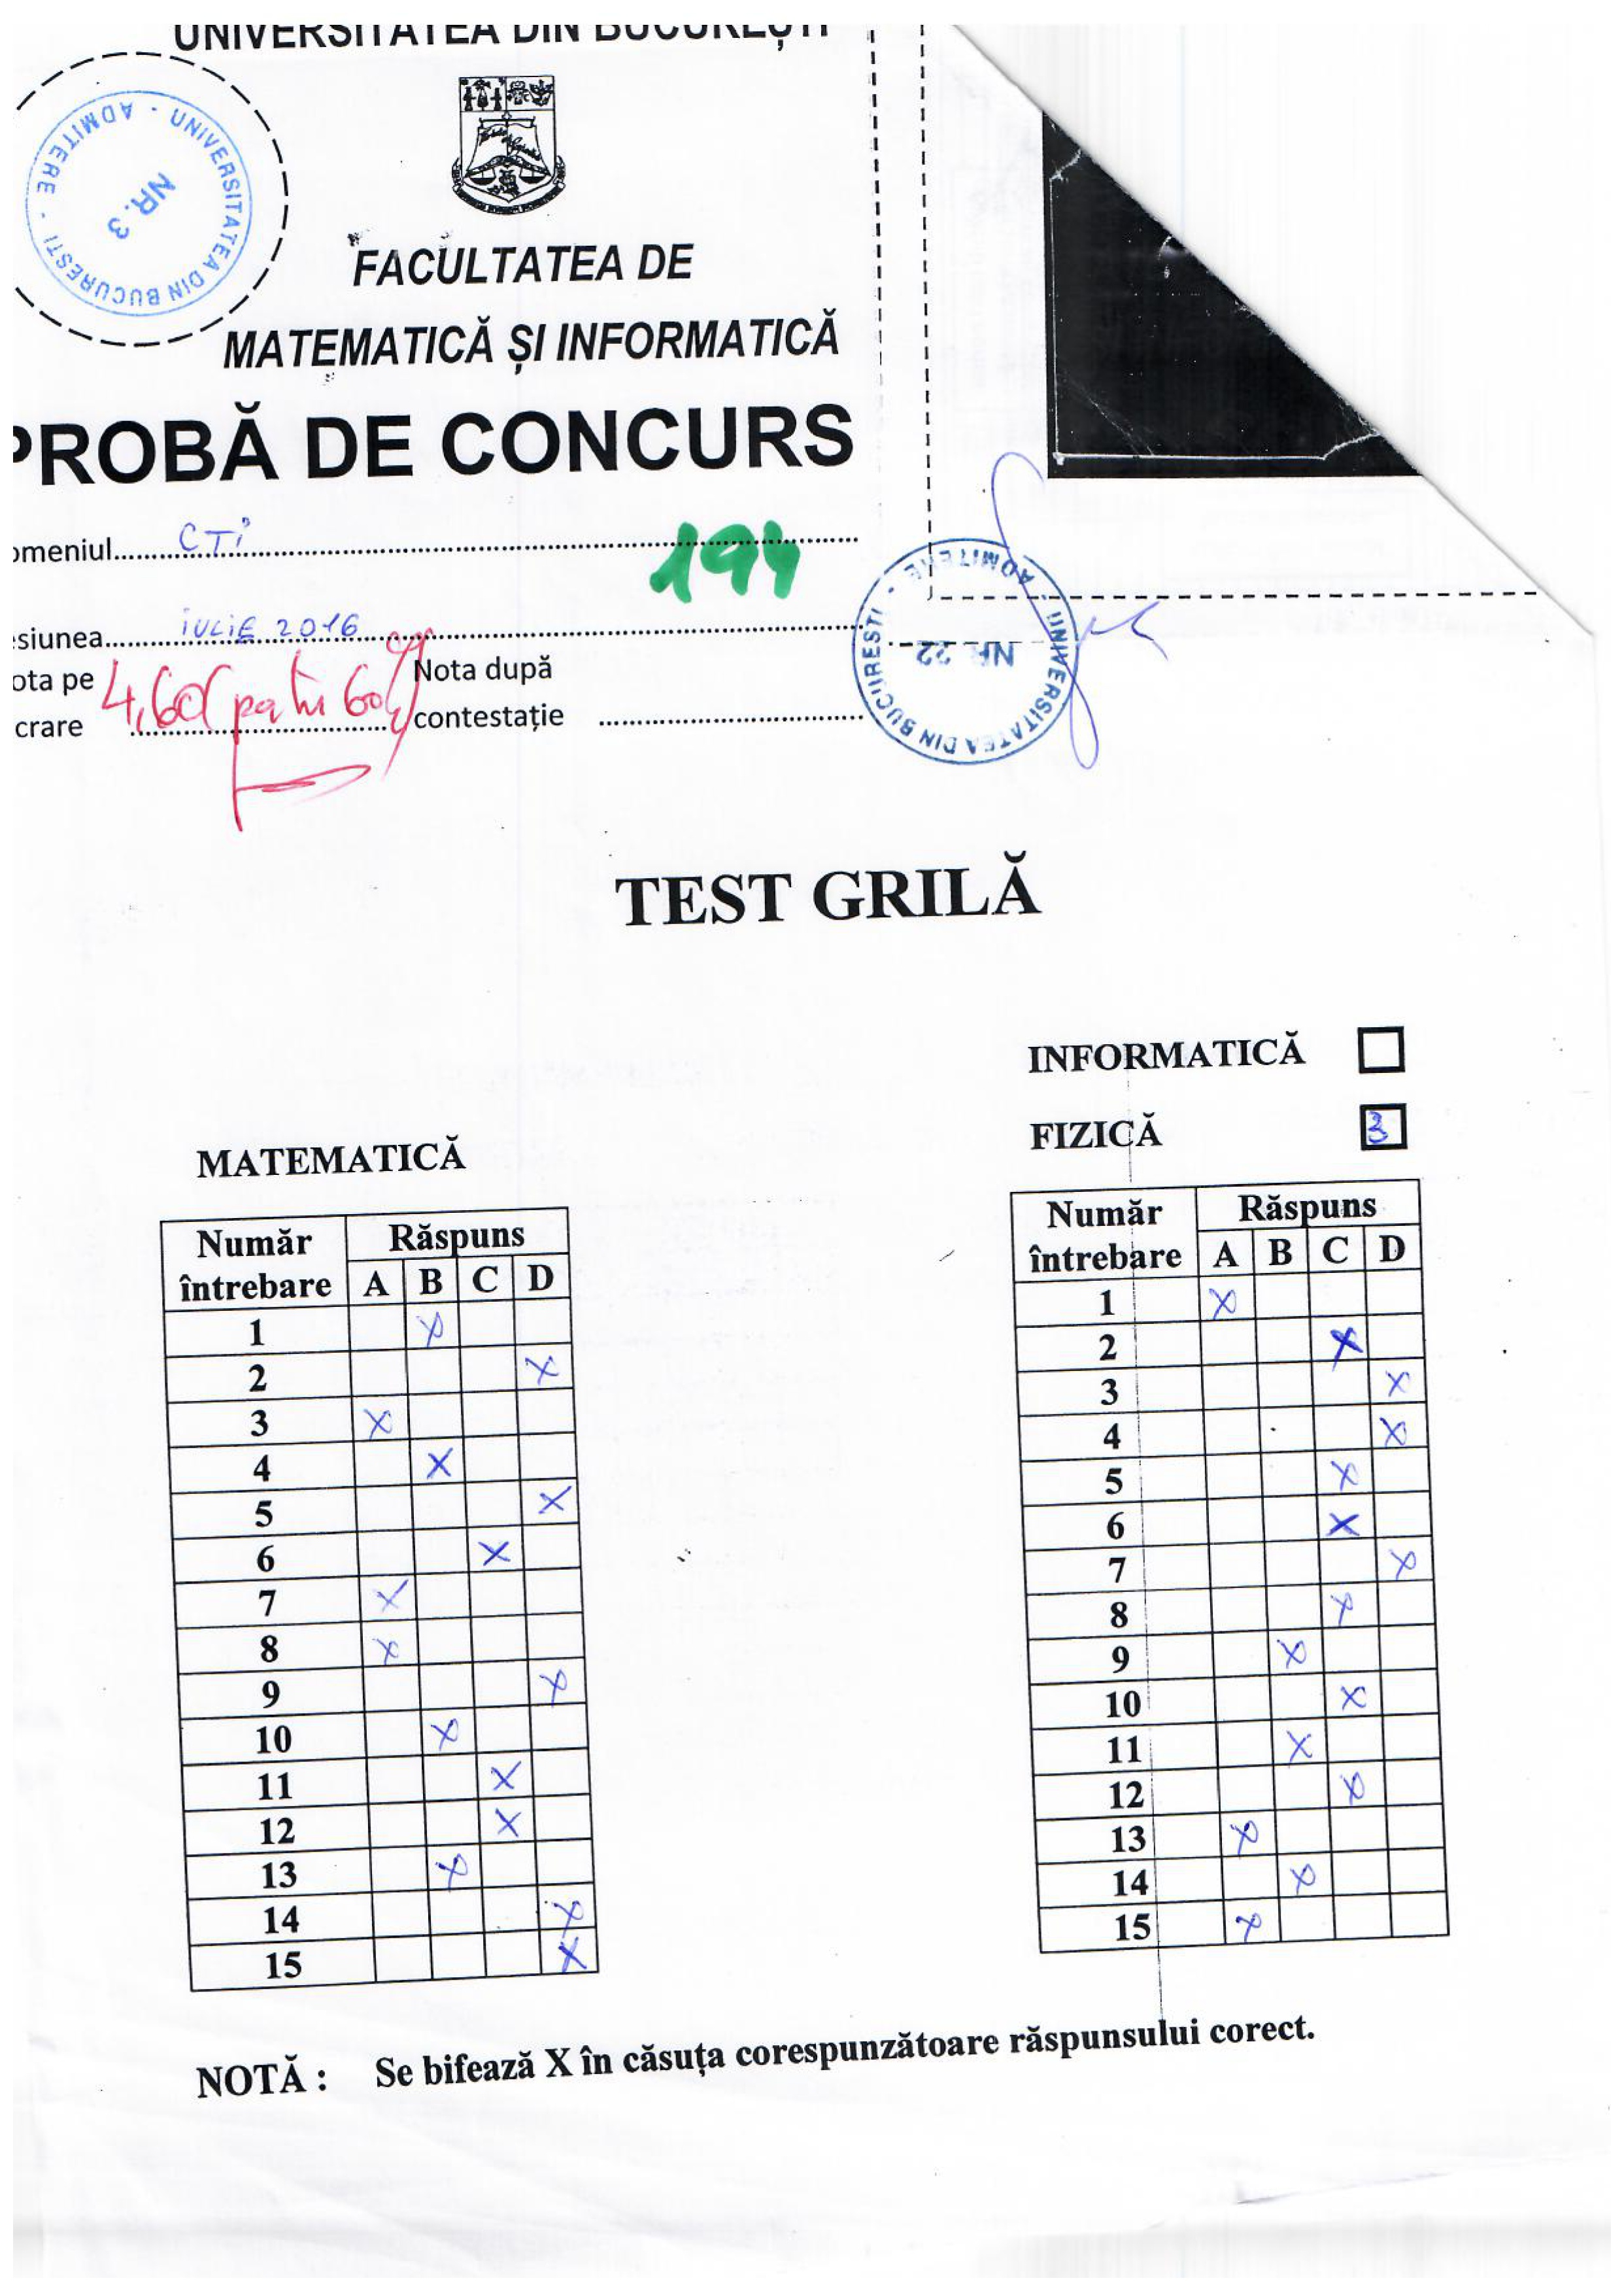 UNIVERSITATEA DIN BUCUREȘTI
UNIVERSITATEA DIN BUCURESTI - ADMITERE -
NR. 3
FACULTATEA DE
MATEMATICĂ ȘI INFORMATICĂ
PROBĂ DE CONCURS
omeniul CTI
194
siunea iulie 2016
ota pe
crare
4,60 (patru 60%)
Nota după
contestație
UNIVERSITATEA DIN BUCURESTI - ADMITERE -
NR 22
TEST GRILĂ
INFORMATICĂ
FIZICĂ 3
MATEMATICĂ
Număr întrebare Răspuns
A B C D
1 X
2 X
3 X
4 X
5 X
6 X
7 X
8 X
9 X
10 X
11 X
12 X
13 X
14 X
15 X
Număr întrebare Răspuns
A B C D
1 X
2 X
3 X
4 X
5 X
6 X
7 X
8 X
9 X
10 X
11 X
12 X
13 X
14 X
15 X
NOTĂ : Se bifează X în căsuța corespunzătoare răspunsului corect.